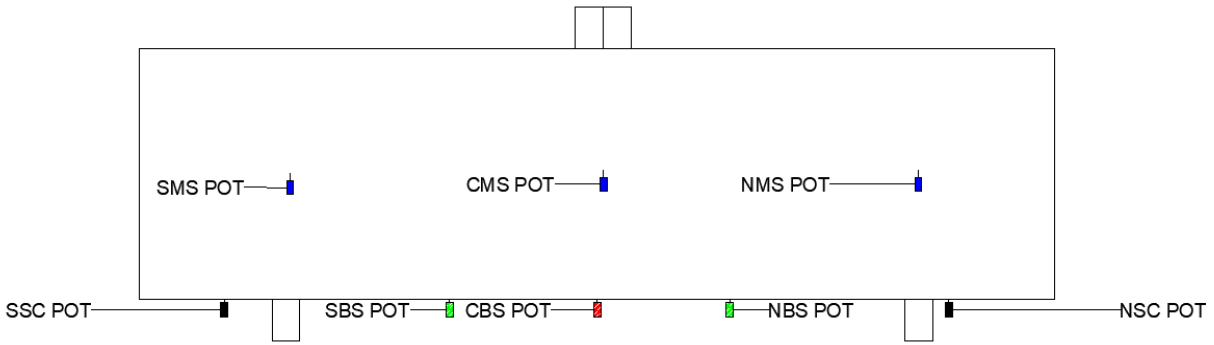 SMS POT
CMS POT
NMS POT
SSC POT
SBS POT
CBS POT
NBS POT
NSC POT